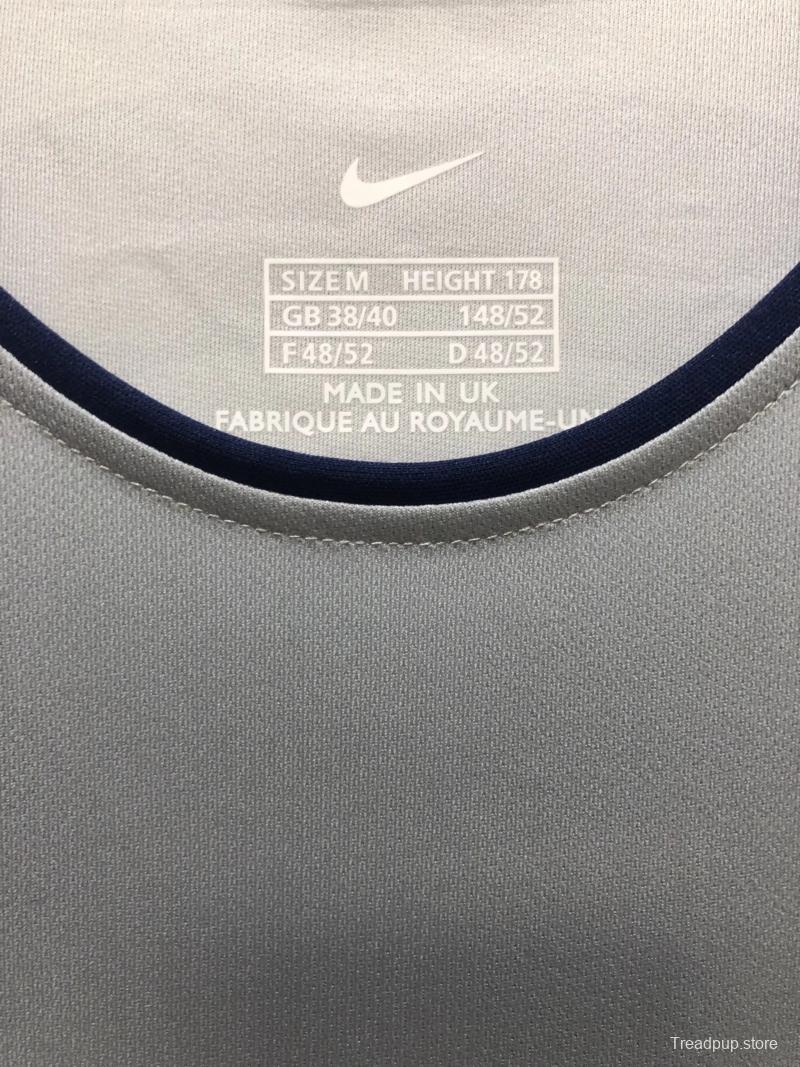 SIZE M HEIGHT 178
GB 38/40 148/52
F 48/52 D 48/52
MADE IN UK
FABRIQUE AU ROYAUME-UN
Treadpup.store